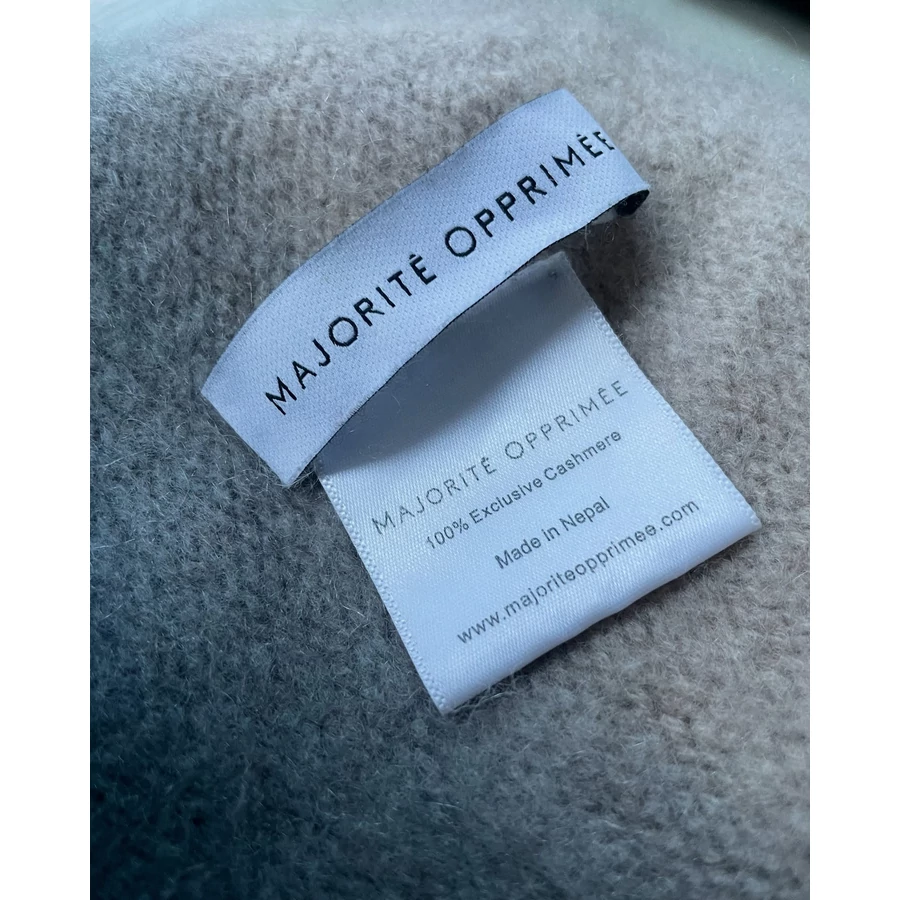 MAJORITÉ OPPRIMÉE
MAJORITÉ OPPRIMÉE
100% Exclusive Cashmere
Made in Nepal
www.majoriteopprimee.com